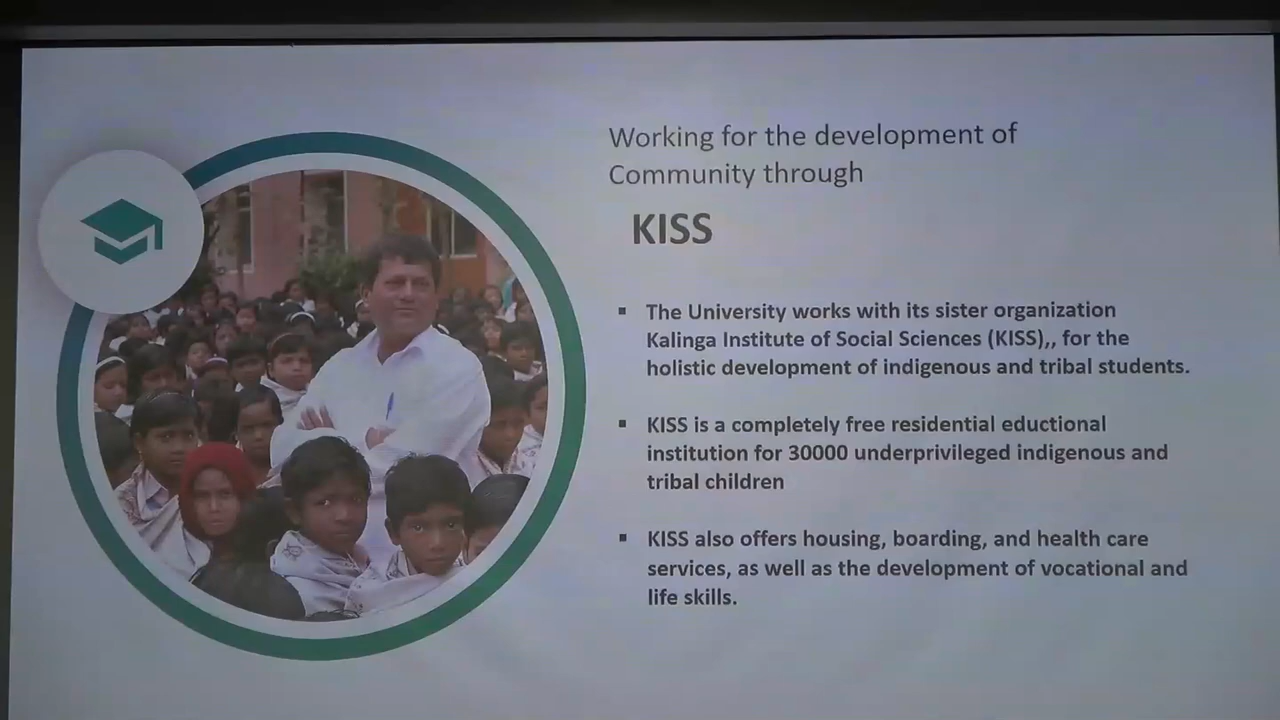 Working for the development of
Community through
KISS
▪ The University works with its sister organization
Kalinga Institute of Social Sciences (KISS),, for the
holistic development of indigenous and tribal students.
▪ KISS is a completely free residential eductional
institution for 30000 underprivileged indigenous and
tribal children
▪ KISS also offers housing, boarding, and health care
services, as well as the development of vocational and
life skills.